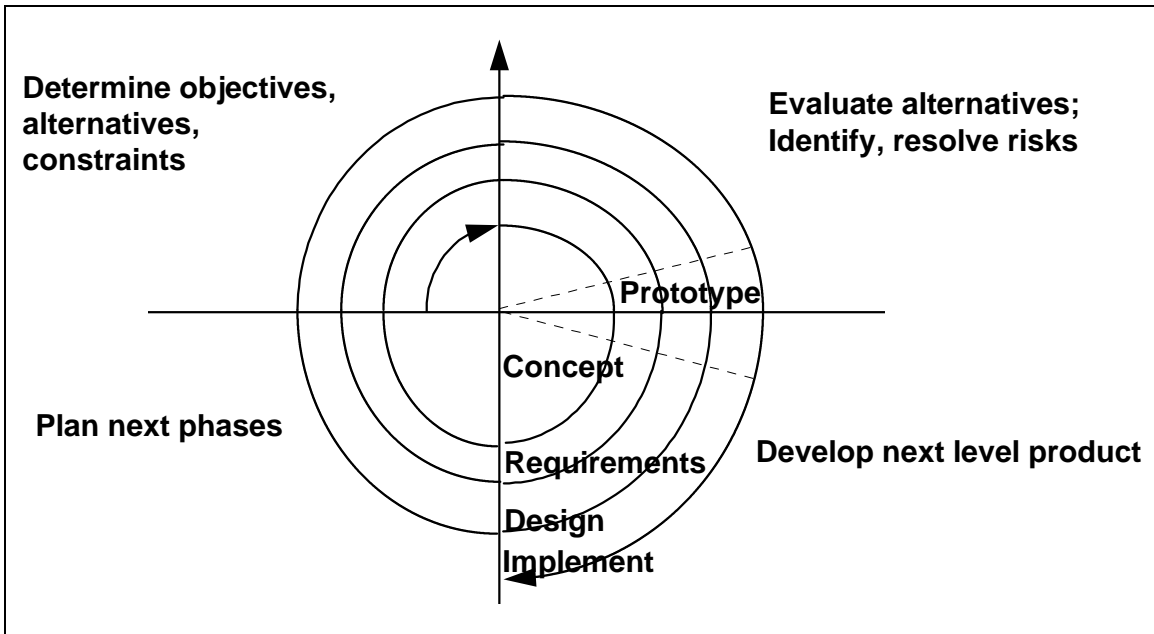 Determine objectives,
alternatives,
constraints
Evaluate alternatives;
Identify, resolve risks
Prototype
Concept
Plan next phases
Requirements
Develop next level product
Design
Implement